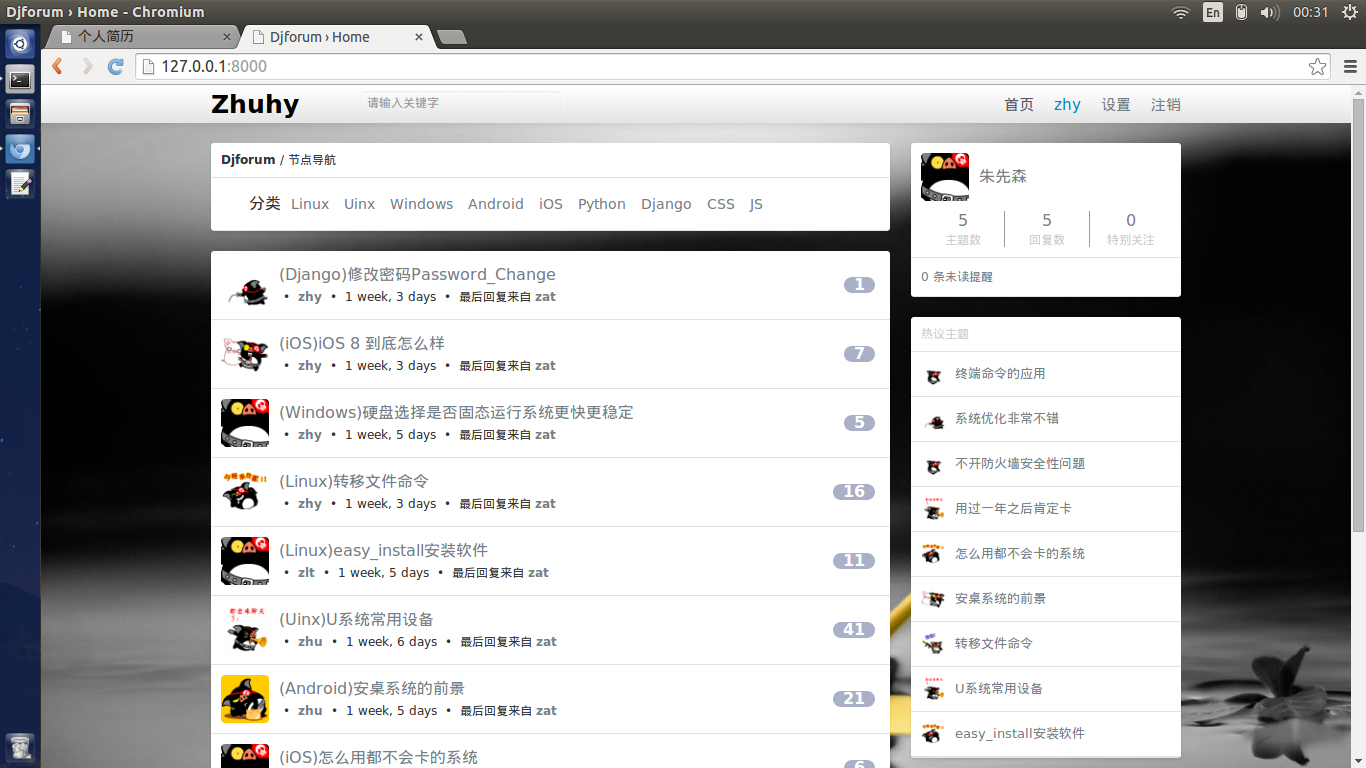 Djforum › Home - Chromium
En
00:31
个人简历
Djforum › Home
127.0.0.1:8000
Zhuhy
请输入关键字
首页 zhy 设置 注销
Djforum / 节点导航
分类 Linux Uinx Windows Android iOS Python Django CSS JS
(Django)修改密码Password_Change
• zhy • 1 week, 3 days • 最后回复来自 zat
1
(iOS)iOS 8 到底怎么样
• zhy • 1 week, 3 days • 最后回复来自 zat
7
(Windows)硬盘选择是否固态运行系统更快更稳定
• zhy • 1 week, 5 days • 最后回复来自 zat
5
(Linux)转移文件命令
• zhy • 1 week, 3 days • 最后回复来自 zat
16
(Linux)easy_install安装软件
• zlt • 1 week, 5 days • 最后回复来自 zat
11
(Uinx)U系统常用设备
• zhu • 1 week, 6 days • 最后回复来自 zat
41
(Android)安桌系统的前景
• zhu • 1 week, 5 days • 最后回复来自 zat
21
(iOS)怎么用都不会卡的系统
6
朱先森
5 5 0
主题数 回复数 特别关注
0 条未读提醒
热议主题
终端命令的应用
系统优化非常不错
不开防火墙安全性问题
用过一年之后肯定卡
怎么用都不会卡的系统
安桌系统的前景
转移文件命令
U系统常用设备
easy_install安装软件